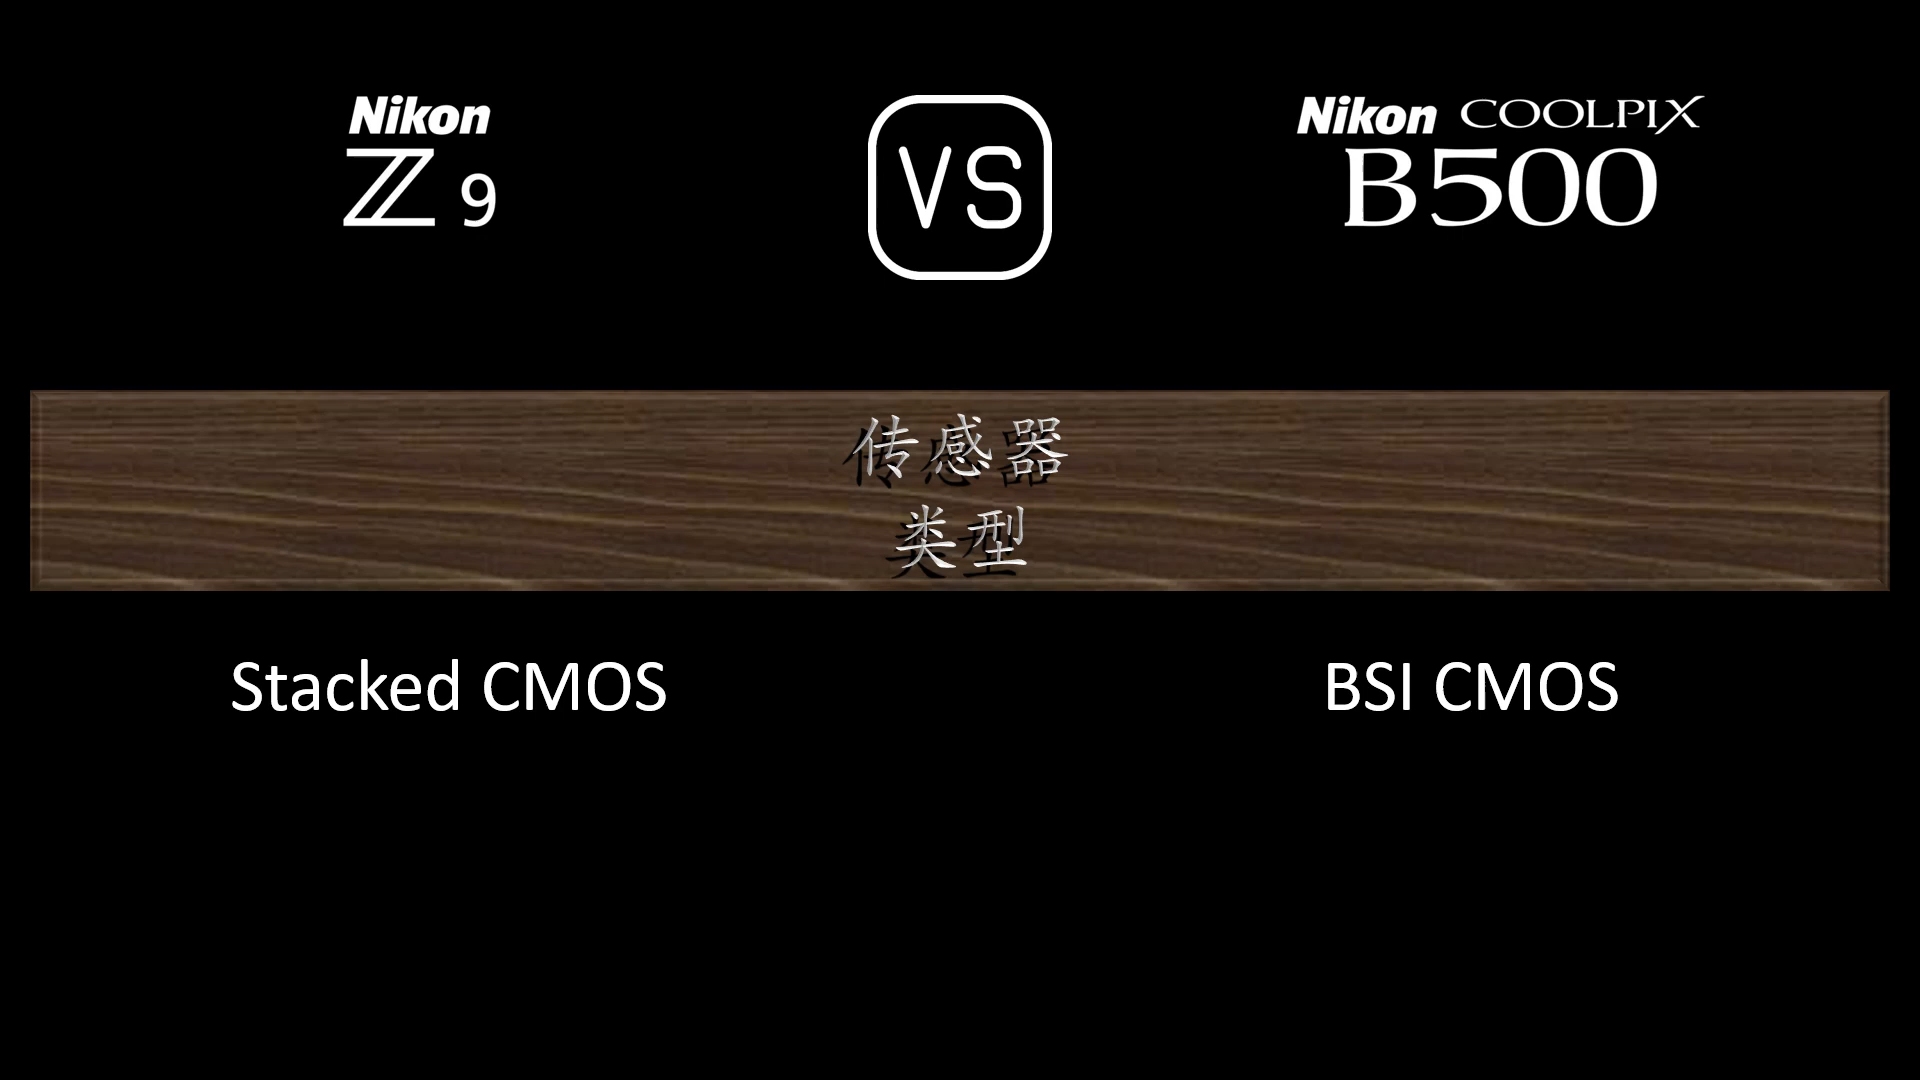 Nikon
Z 9
VS
Nikon COOLPIX
B500
传感器
类型
Stacked CMOS
BSI CMOS